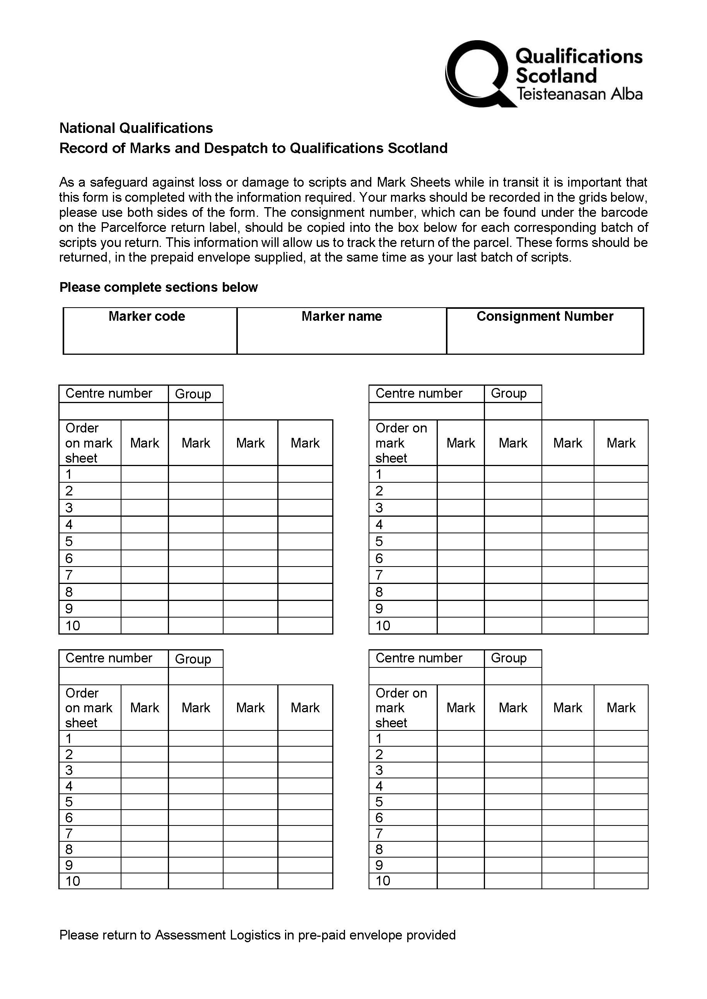 Qualifications
Scotland
Teisteanasan Alba
National Qualifications
Record of Marks and Despatch to Qualifications Scotland
As a safeguard against loss or damage to scripts and Mark Sheets while in transit it is important that
this form is completed with the information required. Your marks should be recorded in the grids below,
please use both sides of the form. The consignment number, which can be found under the barcode
on the Parcelforce return label, should be copied into the box below for each corresponding batch of
scripts you return. This information will allow us to track the return of the parcel. These forms should be
returned, in the prepaid envelope supplied, at the same time as your last batch of scripts.
Please complete sections below
Marker code Marker name Consignment Number
Centre number Group
Order
on mark Mark Mark Mark Mark
sheet
1
2
3
4
5
6
7
8
9
10
Centre number Group
Order on
mark Mark Mark Mark Mark
sheet
1
2
3
4
5
6
7
8
9
10
Centre number Group
Order
on mark Mark Mark Mark Mark
sheet
1
2
3
4
5
6
7
8
9
10
Centre number Group
Order on
mark Mark Mark Mark Mark
sheet
1
2
3
4
5
6
7
8
9
10
Please return to Assessment Logistics in pre-paid envelope provided